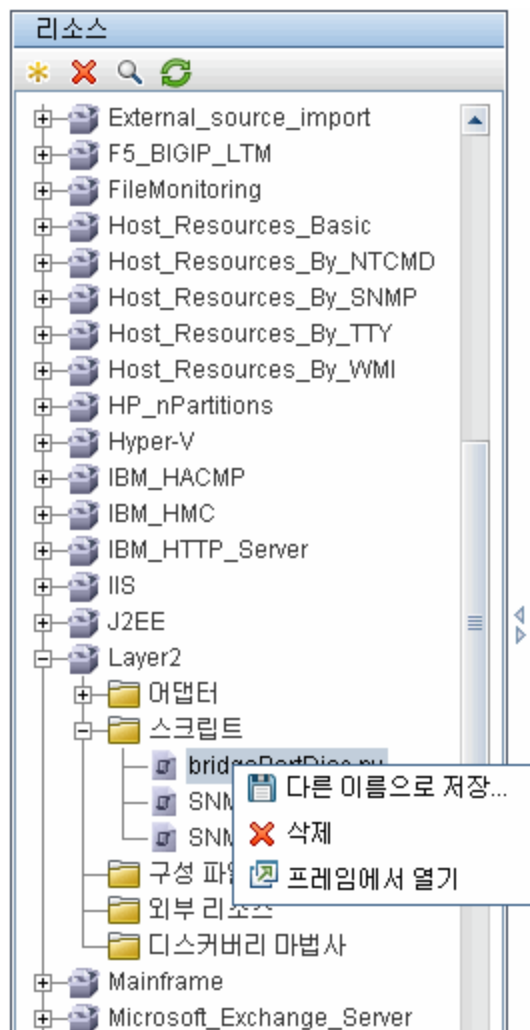 리소스
External_source_import
F5_BIGIP_LTM
FileMonitoring
Host_Resources_Basic
Host_Resources_By_NTCMD
Host_Resources_By_SNMP
Host_Resources_By_TTY
Host_Resources_By_WMI
HP_nPartitions
Hyper-V
IBM_HACMP
IBM_HMC
IBM_HTTP_Server
IIS
J2EE
Layer2
어댑터
스크립트
다른 이름으로 저장...
삭제
프레임에서 열기
구성
외부 리소스
디스커버리 마법사
Mainframe
Microsoft_Exchange_Server